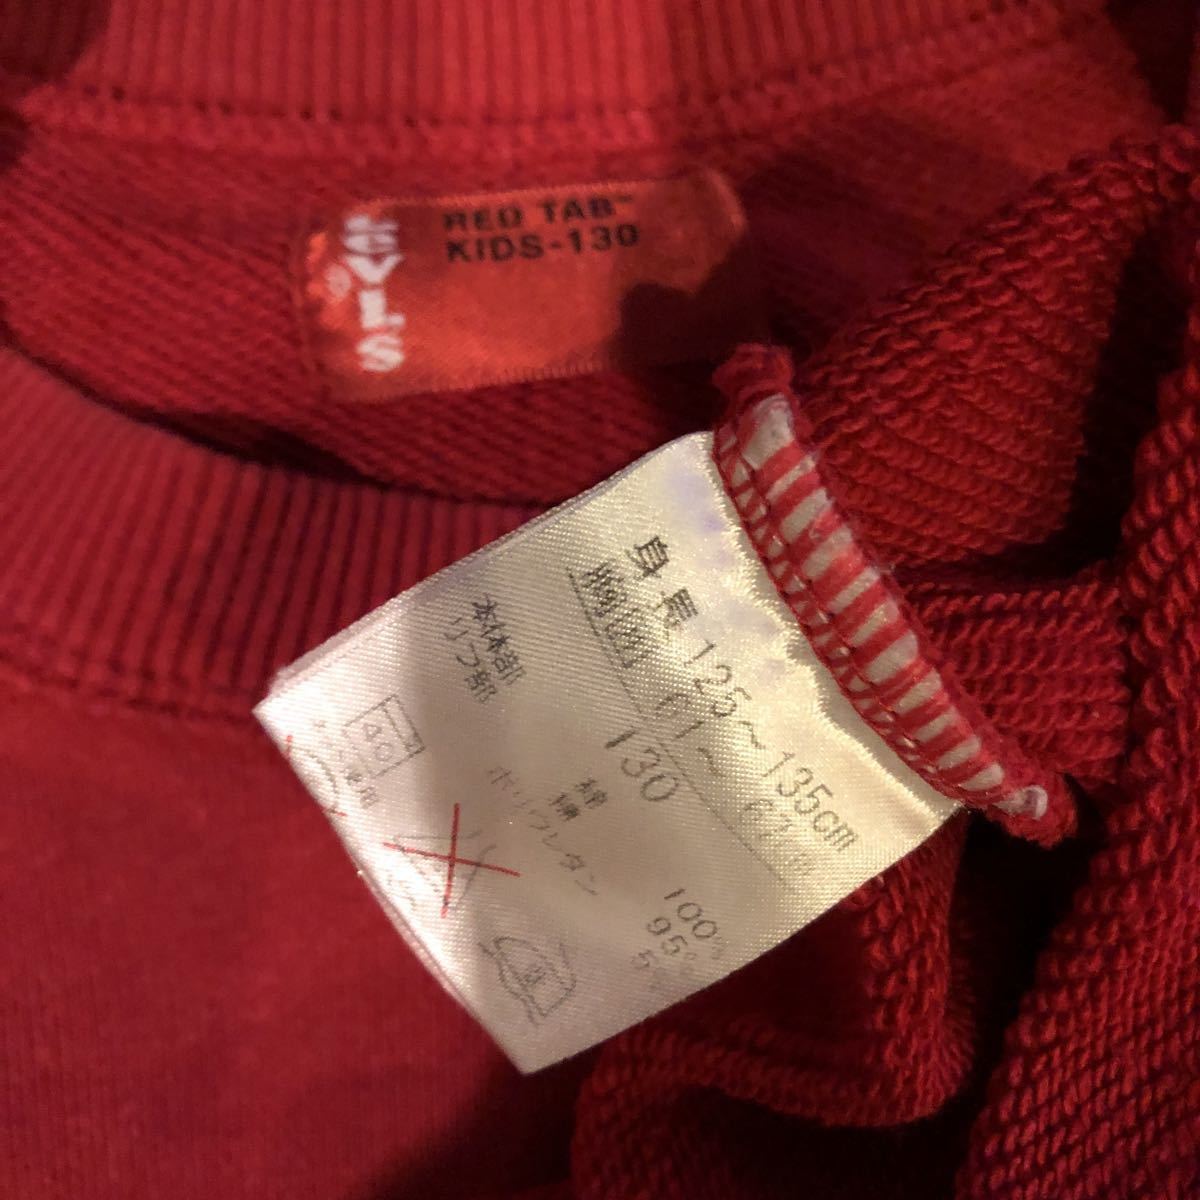 LEVI'S
RED TAB™
KIDS-130
身長 125～135cm
胸囲 61～67cm
130
本体部 綿 100%
リブ部 綿 95%
ポリウレタン 5%
40